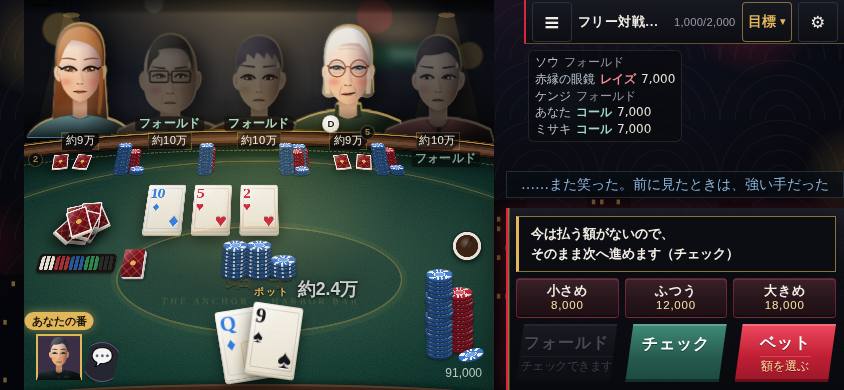 フリー対戦…
1,000/2,000
目標▼
ソウ フォールド
赤縁の眼鏡 レイズ 7,000
ケンジ フォールド
あなた コール 7,000
ミサキ コール 7,000
フォールド
フォールド
D
5
約9万
約10万
約10万
約9万
約10万
2
フォールド
……また笑った。前に見たときは、強い手だった
10
5
2
今は払う額がないので、
そのまま次へ進めます（チェック）
ポット 約2.4万
THE ANCHOR
小さめ
8,000
ふつう
12,000
大きめ
18,000
あなたの番
Q
9
フォールド
チェックできます
チェック
ベット
額を選ぶ
91,000